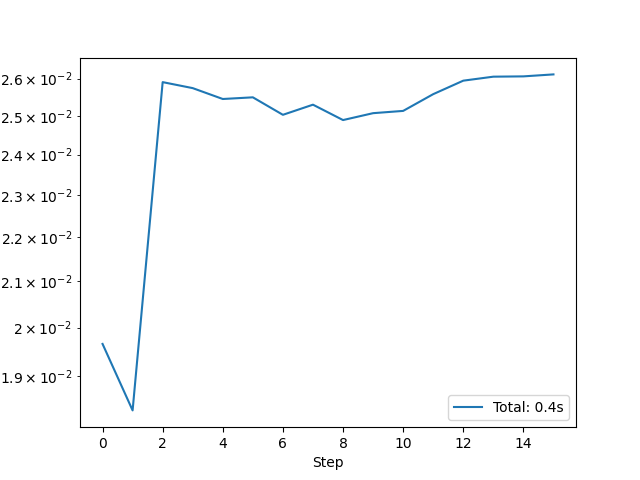 2.6 × 10⁻²
2.5 × 10⁻²
2.4 × 10⁻²
2.3 × 10⁻²
2.2 × 10⁻²
2.1 × 10⁻²
2 × 10⁻²
1.9 × 10⁻²
Total: 0.4s
0 2 4 6 8 10 12 14
Step